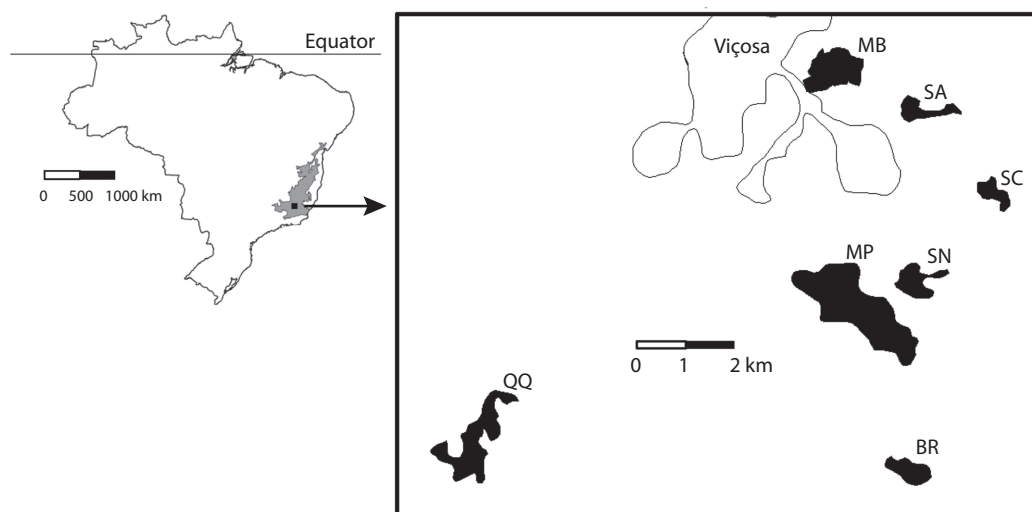 Equator
0 500 1000 km
Viçosa
MB
SA
SC
MP
SN
0 1 2 km
QQ
BR